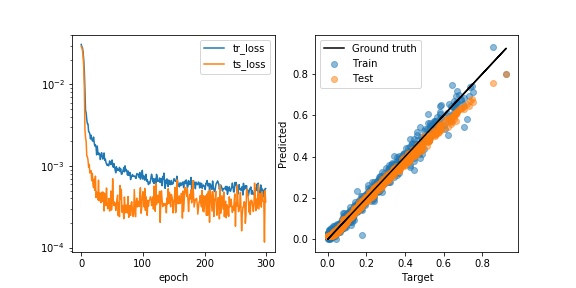 tr_loss
ts_loss
10⁻²
10⁻³
10⁻⁴
0
100
200
300
epoch
Ground truth
Train
Test
0.8
0.6
0.4
0.2
0.0
Predicted
0.0
0.2
0.4
0.6
0.8
Target